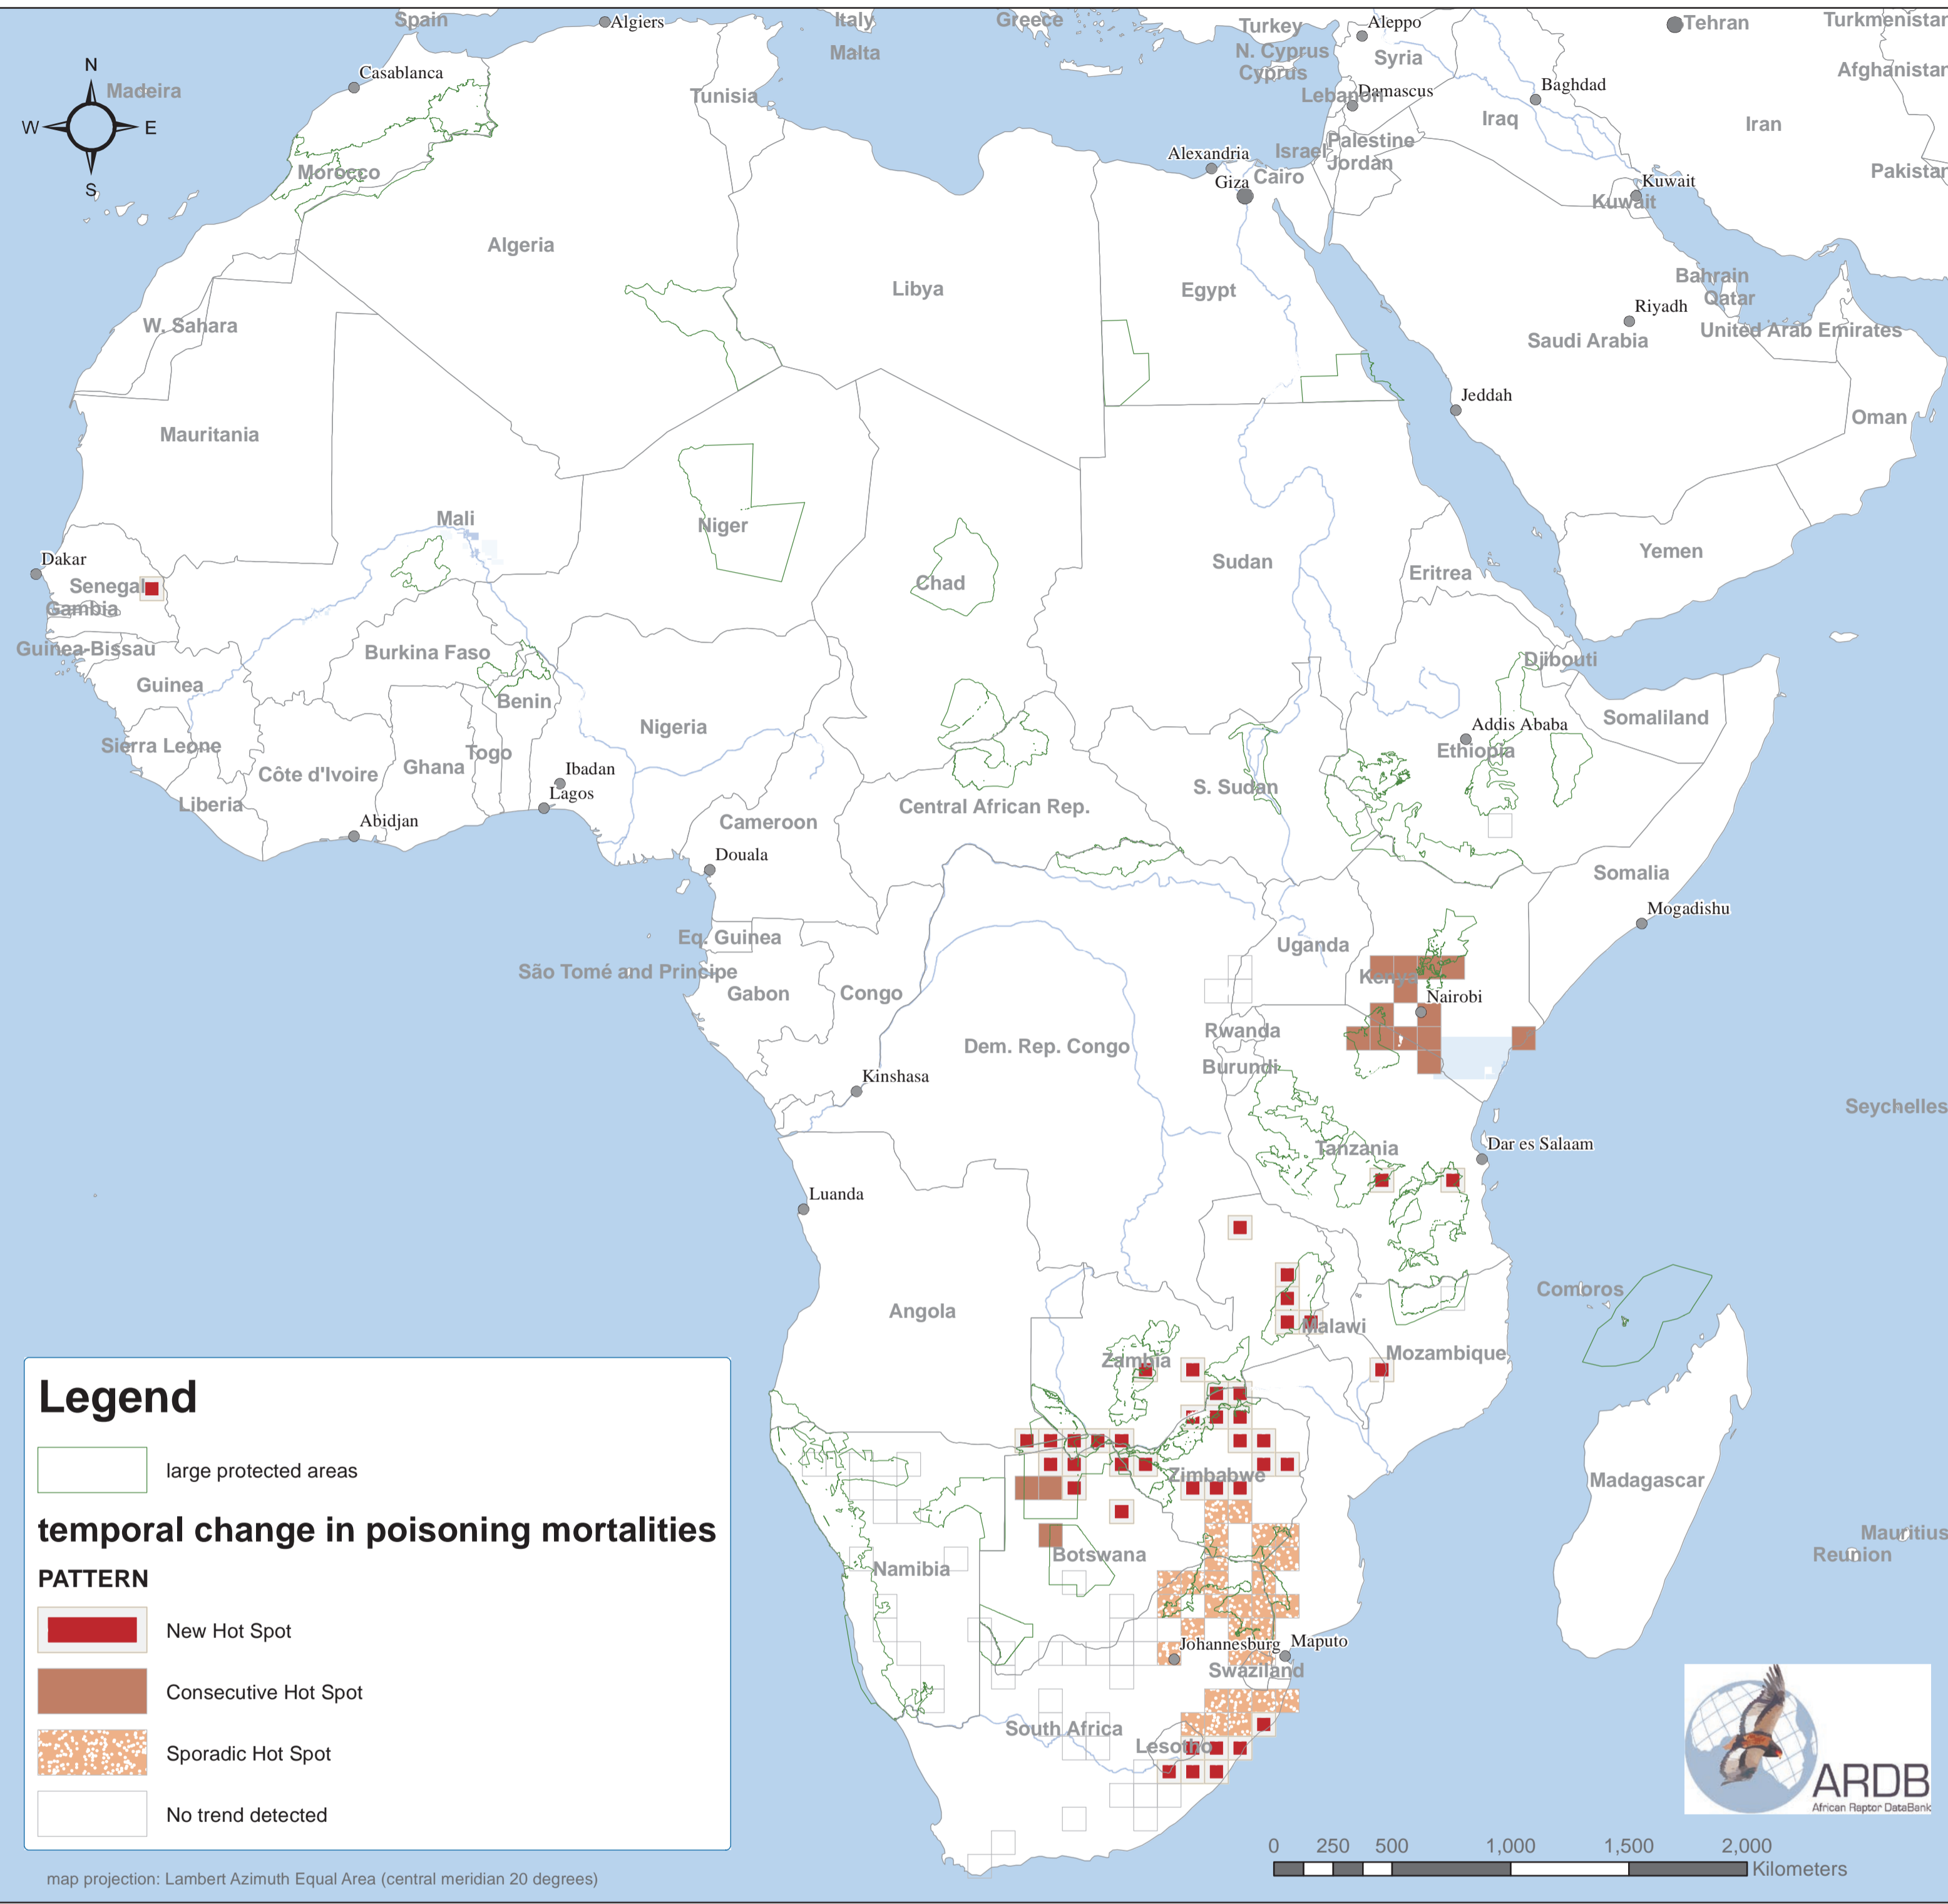 Spain
Algiers
Italy
Greece
Turkey
Aleppo
Tehran
Turkmenistan
Malta
N. Cyprus
Syria
N
Casablanca
Cyprus
Afghanistan
Madeira
Tunisia
Lebanon
Damascus
Baghdad
W
E
Iraq
Iran
Palestine
Alexandria
Israel
Jordan
Morocco
S
Giza
Cairo
Kuwait
Pakistan
Kuwait
Algeria
Libya
Egypt
Bahrain
Qatar
Riyadh
W. Sahara
Saudi Arabia
United Arab Emirates
Jeddah
Mauritania
Oman
Mali
Niger
Dakar
Sudan
Yemen
Senegal
Chad
Eritrea
Gambia
Guinea-Bissau
Burkina Faso
Djibouti
Guinea
Benin
Somaliland
Sierra Leone
Togo
Nigeria
Addis Ababa
Ethiopia
Côte d'Ivoire
Ghana
Ibadan
Lagos
S. Sudan
Liberia
Central African Rep.
Abidjan
Cameroon
Douala
Somalia
Mogadishu
Eq. Guinea
Uganda
São Tomé and Principe
Gabon
Congo
Kenya
Nairobi
Rwanda
Dem. Rep. Congo
Burundi
Kinshasa
Seychelles
Tanzania
Dar es Salaam
Luanda
Comoros
Angola
Malawi
Zambia
Mozambique
Zimbabwe
Madagascar
Mauritius
Reunion
Botswana
Namibia
Johannesburg
Maputo
Swaziland
South Africa
Lesotho
Legend
large protected areas
temporal change in poisoning mortalities
PATTERN
New Hot Spot
Consecutive Hot Spot
Sporadic Hot Spot
No trend detected
map projection: Lambert Azimuth Equal Area (central meridian 20 degrees)
ARDB
African Raptor DataBank
0 250 500 1,000 1,500 2,000
Kilometers